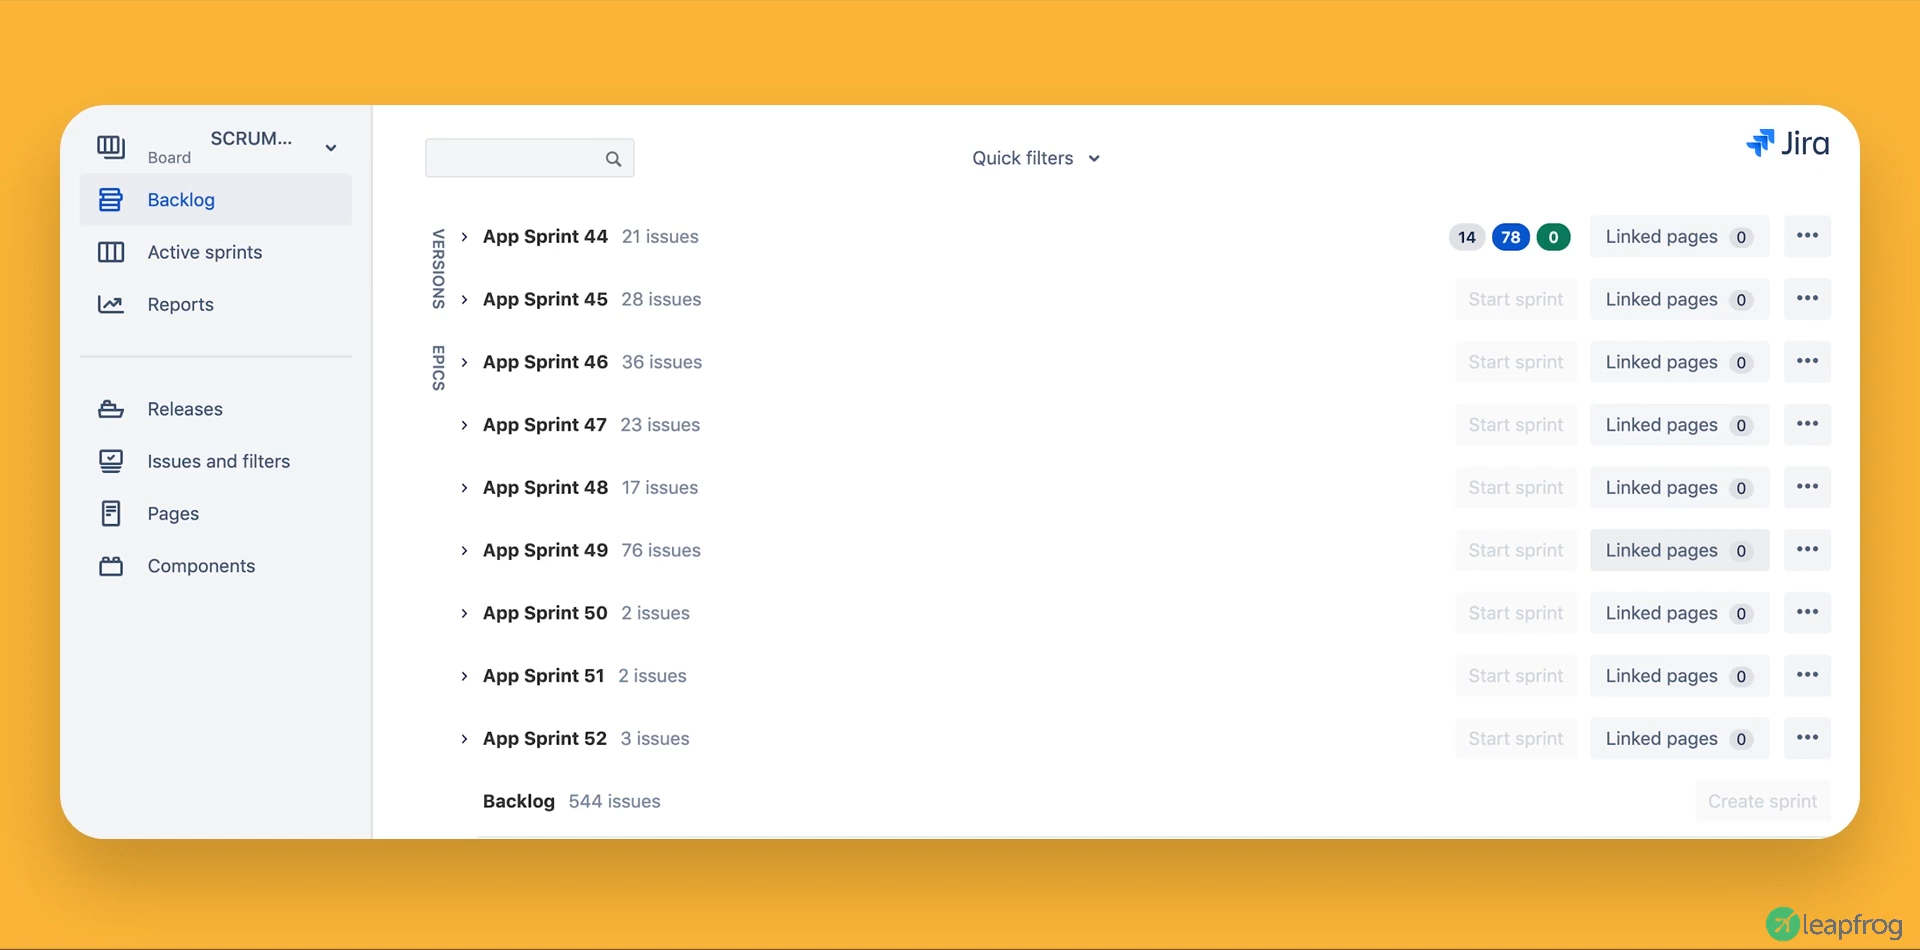 SCRUM...
Board
Backlog
Active sprints
Reports
Releases
Issues and filters
Pages
Components
Quick filters
Jira
VERSIONS
EPICS
App Sprint 44 21 issues 14 78 0 Linked pages 0
App Sprint 45 28 issues Start sprint Linked pages 0
App Sprint 46 36 issues Start sprint Linked pages 0
App Sprint 47 23 issues Start sprint Linked pages 0
App Sprint 48 17 issues Start sprint Linked pages 0
App Sprint 49 76 issues Start sprint Linked pages 0
App Sprint 50 2 issues Start sprint Linked pages 0
App Sprint 51 2 issues Start sprint Linked pages 0
App Sprint 52 3 issues Start sprint Linked pages 0
Backlog 544 issues Create sprint
leapfrog